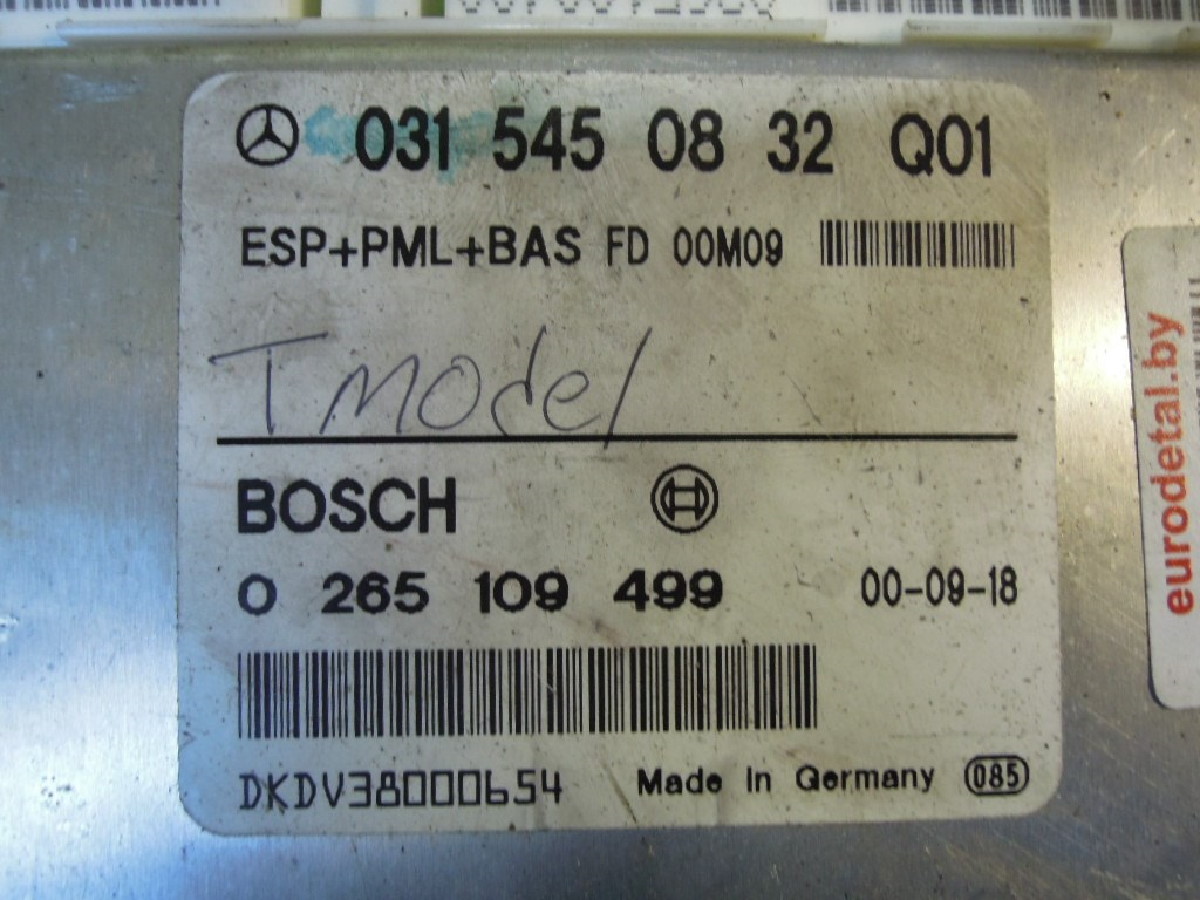 031 545 08 32 Q01
ESP+PML+BAS FD 00M09
T model
BOSCH
0 265 109 499 00-09-18
DKDV38000654 Made in Germany 085
eurodetal.by